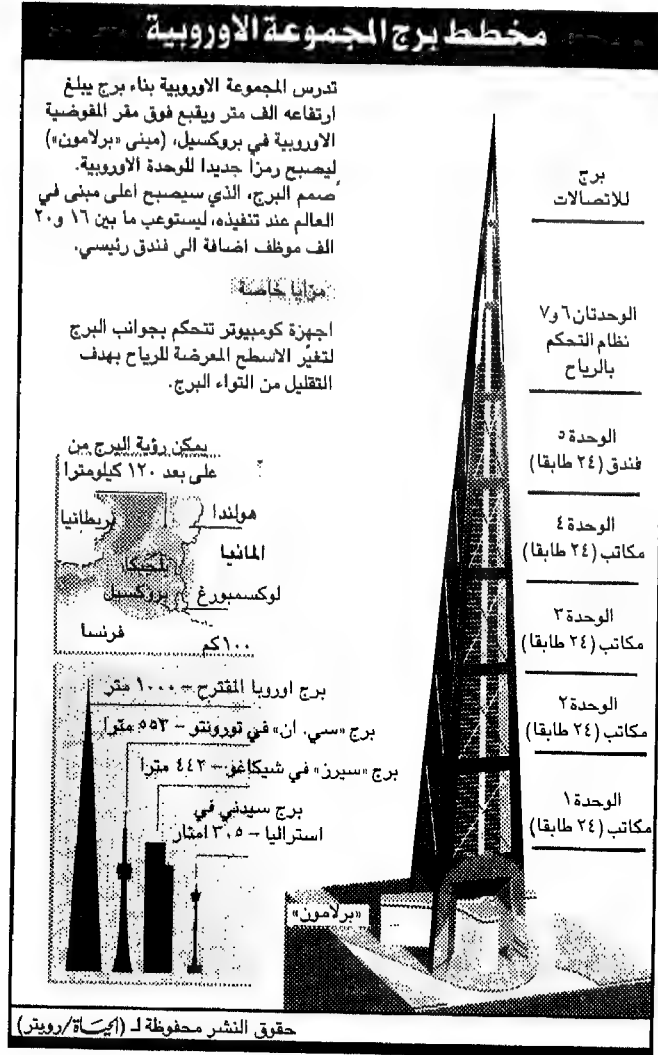 مخطط برج المجموعة الاوروبية
تدرس المجموعة الاوروبية بناء برج يبلغ
ارتفاعه الف متر ويقبع فوق مقر المفوضية
الاوروبية في بروكسيل، (مبنى «برلامون»)
ليصبح رمزا جديدا للوحدة الاوروبية.
صمم البرج، الذي سيصبح اعلى مبنى في
العالم عند تنفيذه، ليستوعب ما بين ١٦ و٢٠
الف موظف اضافة الى فندق رئيسي.
مزايا خاصة
اجهزة كومبيوتر تتحكم بجوانب البرج
لتغيّر الاسطح المعرضة للرياح بهدف
التقليل من التواء البرج.
برج
للاتصالات
الوحدتان ٦ و٧
نظام التحكم
بالرياح
الوحدة ٥
فندق (٢٤ طابقا)
الوحدة ٤
مكاتب (٢٤ طابقا)
الوحدة ٣
مكاتب (٢٤ طابقا)
الوحدة ٢
مكاتب (٢٤ طابقا)
الوحدة ١
مكاتب (٢٤ طابقا)
«برلامون»
يمكن رؤية البرج من
على بعد ١٢٠ كيلومترا
هولندا
بريطانيا
المانيا
بلجيكا
لوكسمبورغ
بروكسيل
فرنسا
١٠٠ كم
برج اوروبا المقترح – ١٠٠٠ متر
برج «سي. ان» في تورونتو – ٥٥٣ مترا
برج «سيرز» في شيكاغو – ٤٤٢ مترا
برج سيدني في
استراليا – ٣٠٥ امتار
حقوق النشر محفوظة لـ (الحياة/رويتر)